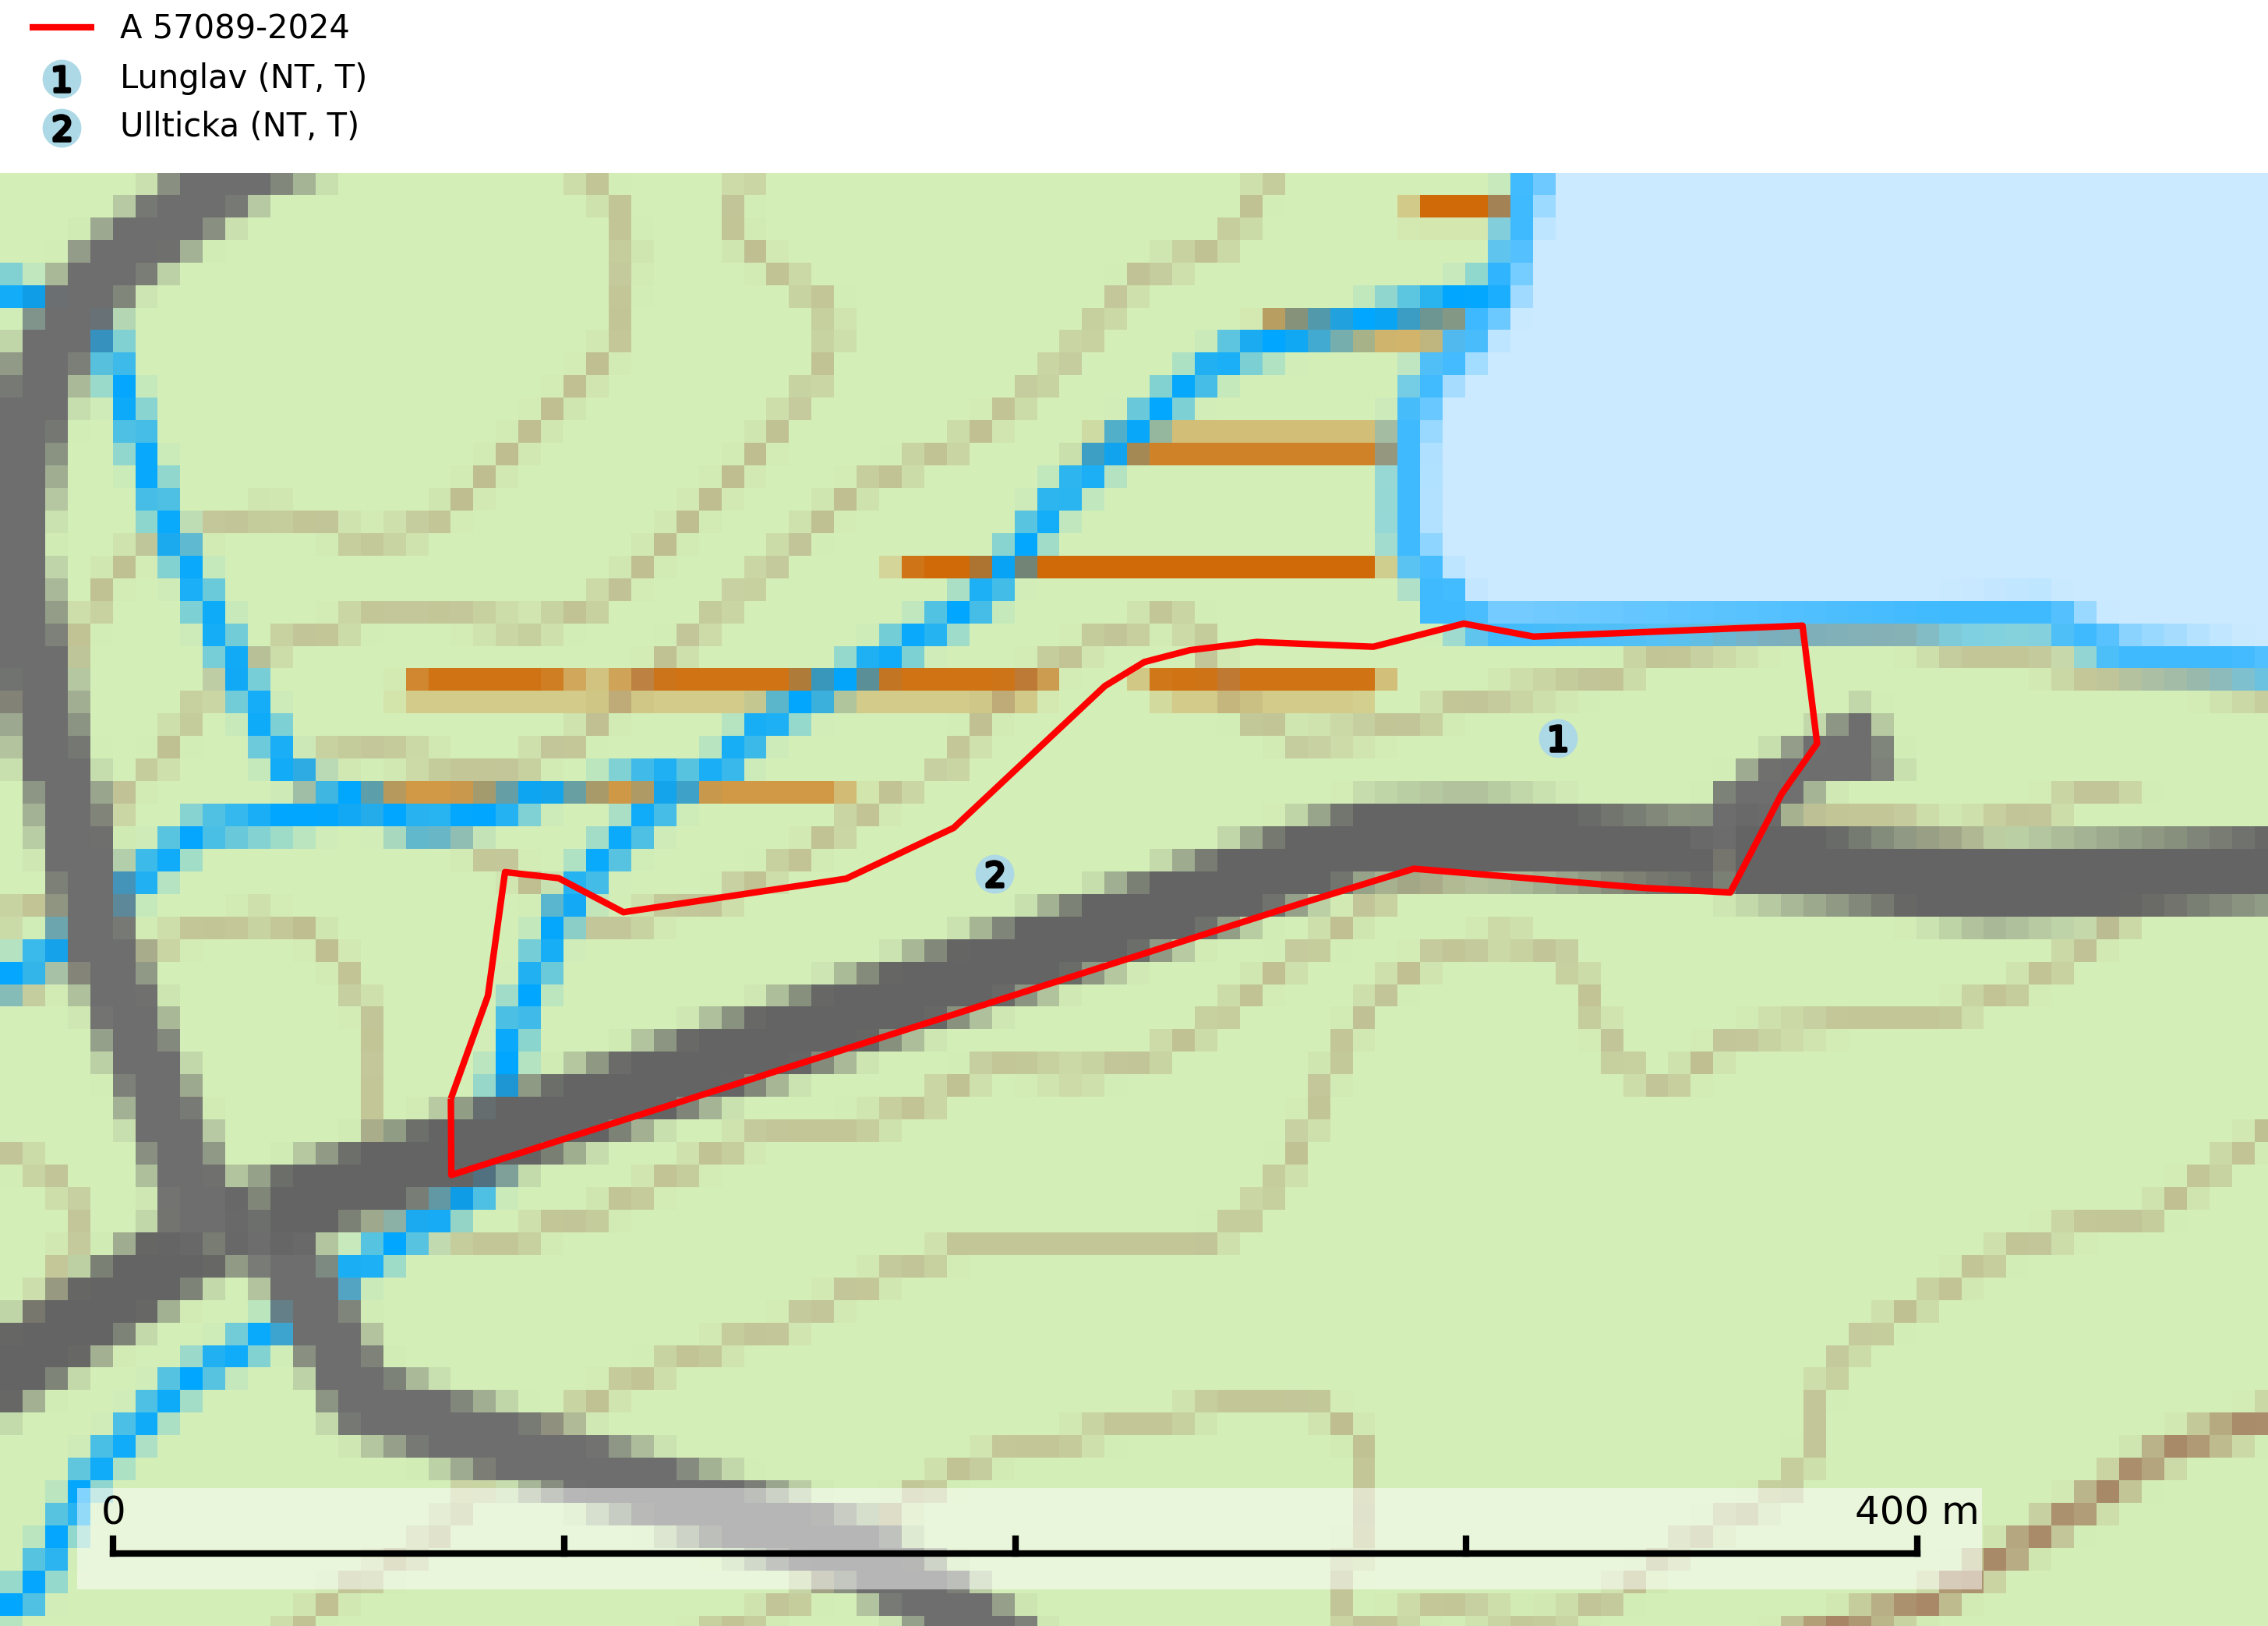 A 57089-2024
1 Lunglav (NT, T)
2 Ullticka (NT, T)
1
2
0 400 m